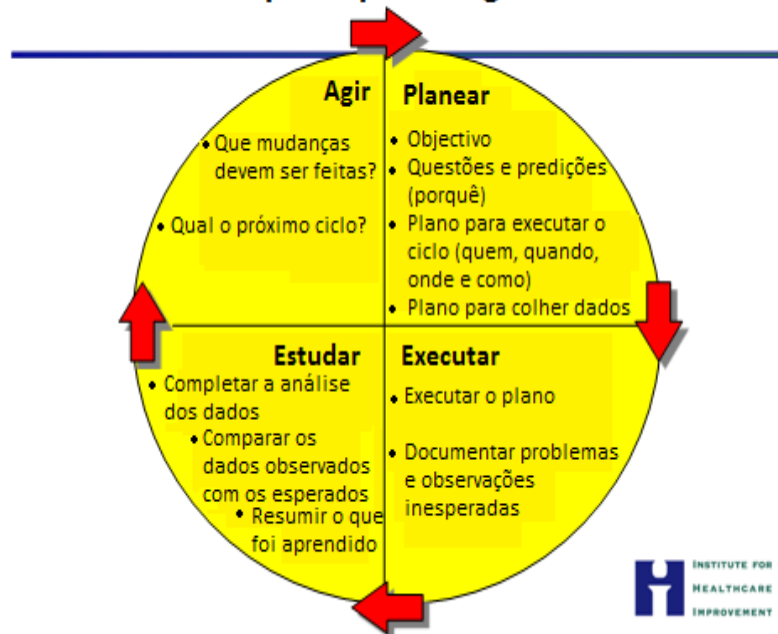 Agir
• Que mudanças
devem ser feitas?
• Qual o próximo ciclo?
Planear
• Objectivo
• Questões e predições
(porquê)
• Plano para executar o
ciclo (quem, quando,
onde e como)
• Plano para colher dados
Estudar
• Completar a análise
dos dados
• Comparar os
dados observados
com os esperados
• Resumir o que
foi aprendido
Executar
• Executar o plano
• Documentar problemas
e observações
inesperadas
INSTITUTE FOR
HEALTHCARE
IMPROVEMENT